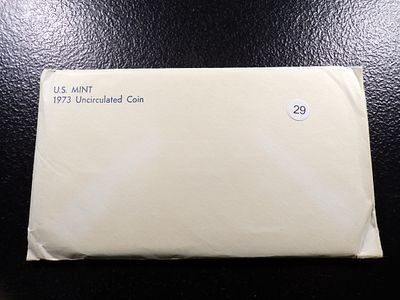 U.S. MINT
1973 Uncirculated Coin
29